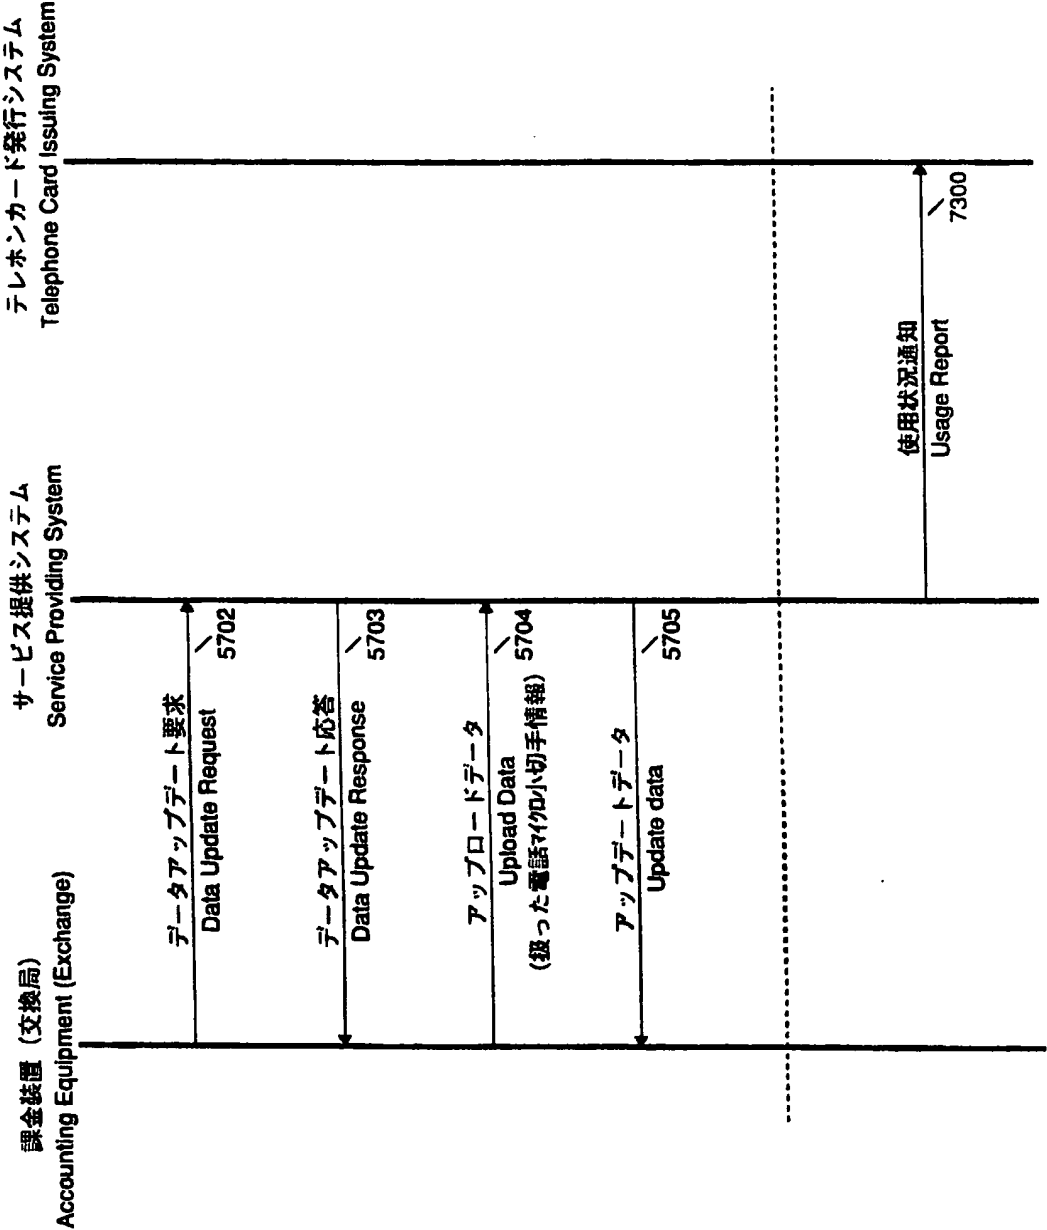 課金装置（交換局）
Accounting Equipment (Exchange)
サービス提供システム
Service Providing System
テレホンカード発行システム
Telephone Card Issuing System
データアップデート要求
Data Update Request
5702
データアップデート応答
Data Update Response
5703
アップロードデータ
Upload Data
（扱った電話マイクロ小切手情報）
5704
アップデートデータ
Update data
5705
使用状況通知
Usage Report
7300